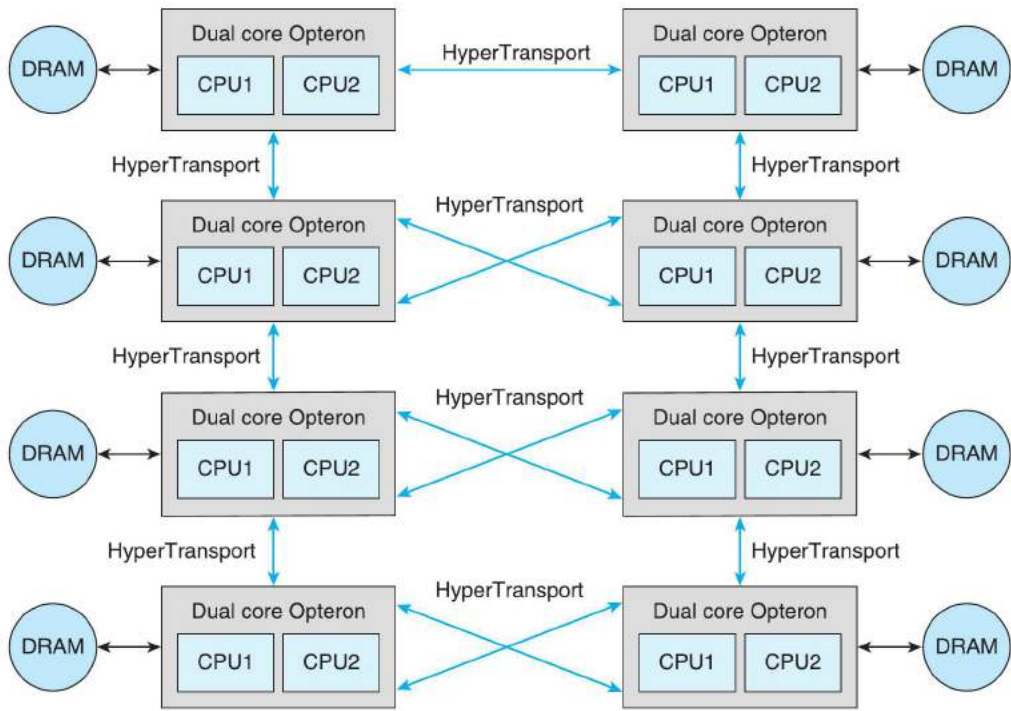 Dual core Opteron
HyperTransport
Dual core Opteron
DRAM
CPU1
CPU2
CPU1
CPU2
DRAM
HyperTransport
HyperTransport
Dual core Opteron
HyperTransport
Dual core Opteron
DRAM
CPU1
CPU2
CPU1
CPU2
DRAM
HyperTransport
HyperTransport
Dual core Opteron
HyperTransport
Dual core Opteron
DRAM
CPU1
CPU2
CPU1
CPU2
DRAM
HyperTransport
HyperTransport
Dual core Opteron
HyperTransport
Dual core Opteron
DRAM
CPU1
CPU2
CPU1
CPU2
DRAM